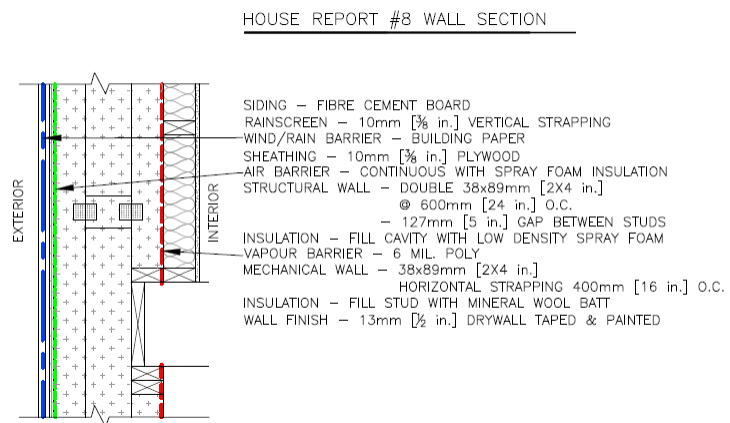 HOUSE REPORT #8 WALL SECTION
SIDING – FIBRE CEMENT BOARD
RAINSCREEN – 10mm [⅜ in.] VERTICAL STRAPPING
WIND/RAIN BARRIER – BUILDING PAPER
SHEATHING – 10mm [⅜ in.] PLYWOOD
AIR BARRIER – CONTINUOUS WITH SPRAY FOAM INSULATION
STRUCTURAL WALL – DOUBLE 38x89mm [2X4 in.]
@ 600mm [24 in.] O.C.
– 127mm [5 in.] GAP BETWEEN STUDS
INSULATION – FILL CAVITY WITH LOW DENSITY SPRAY FOAM
VAPOUR BARRIER – 6 MIL. POLY
MECHANICAL WALL – 38x89mm [2X4 in.]
HORIZONTAL STRAPPING 400mm [16 in.] O.C.
INSULATION – FILL STUD WITH MINERAL WOOL BATT
WALL FINISH – 13mm [½ in.] DRYWALL TAPED & PAINTED
EXTERIOR
INTERIOR